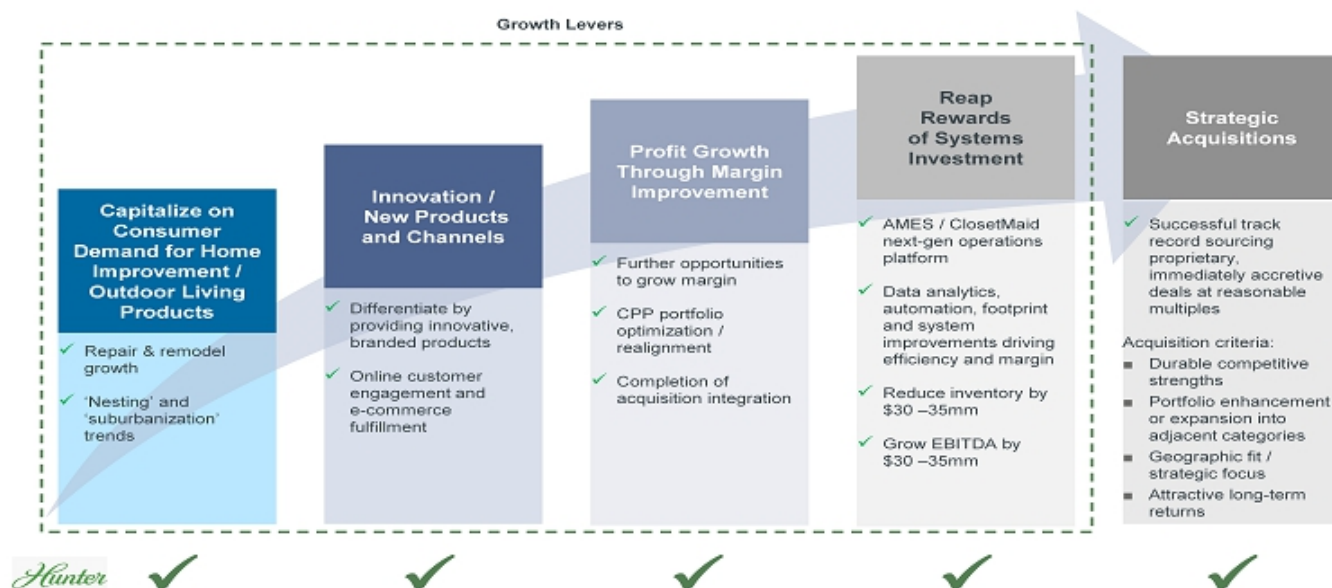 Growth Levers
Capitalize on
Consumer
Demand for Home
Improvement /
Outdoor Living
Products
Repair & remodel
growth
‘Nesting’ and
‘suburbanization’
trends
Innovation /
New Products
and Channels
Differentiate by
providing innovative,
branded products
Online customer
engagement and
e-commerce
fulfillment
Profit Growth
Through Margin
Improvement
Further opportunities
to grow margin
CPP portfolio
optimization /
realignment
Completion of
acquisition integration
Reap
Rewards
of Systems
Investment
AMES / ClosetMaid
next-gen operations
platform
Data analytics,
automation, footprint
and system
improvements driving
efficiency and margin
Reduce inventory by
$30 –35mm
Grow EBITDA by
$30 –35mm
Strategic
Acquisitions
Successful track
record sourcing
proprietary,
immediately accretive
deals at reasonable
multiples
Acquisition criteria:
Durable competitive
strengths
Portfolio enhancement
or expansion into
adjacent categories
Geographic fit /
strategic focus
Attractive long-term
returns
Hunter